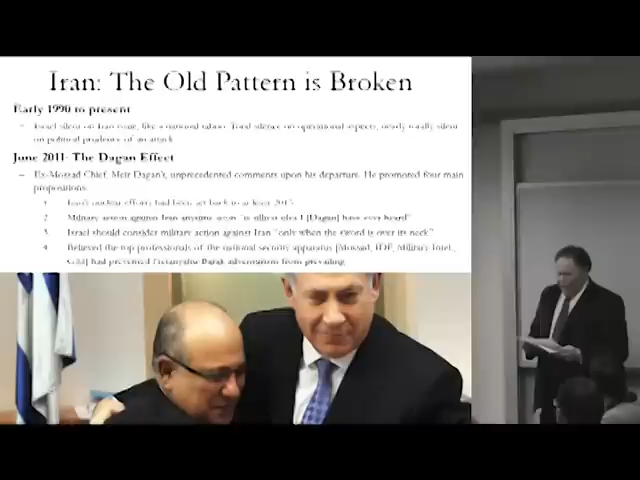 Iran: The Old Pattern is Broken
Early 1990 to present
– Israel silent on Iran issue, like a national taboo. Total silence on operational aspects, nearly totally silent
on political prudence of an attack
June 2011- The Dagan Effect
– Ex-Mossad Chief, Meir Dagan's, unprecedented comments upon his departure. He promoted four main
propositions:
1. Iran's nuclear efforts had been set back to at least 2015
2. Military action against Iran anytime soon "is silliest idea I [Dagan] have ever heard"
3. Israel should consider military action against Iran "only when the sword is over its neck"
4. Believed the top professionals of the national security apparatus [Mossad, IDF, Military Intel.,
had prevented Netanyahu-Barak adventurism from prevailing